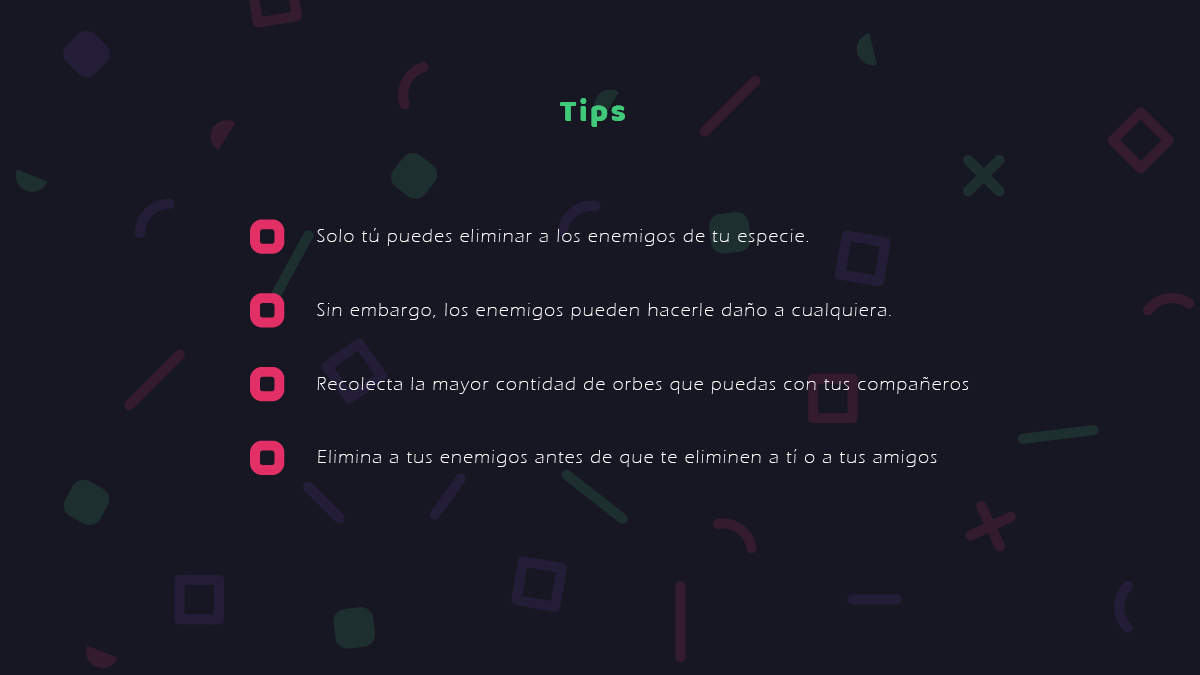 Tips
Solo tú puedes eliminar a los enemigos de tu especie.
Sin embargo, los enemigos pueden hacerle daño a cualquiera.
Recolecta la mayor contidad de orbes que puedas con tus compañeros
Elimina a tus enemigos antes de que te eliminen a tí o a tus amigos